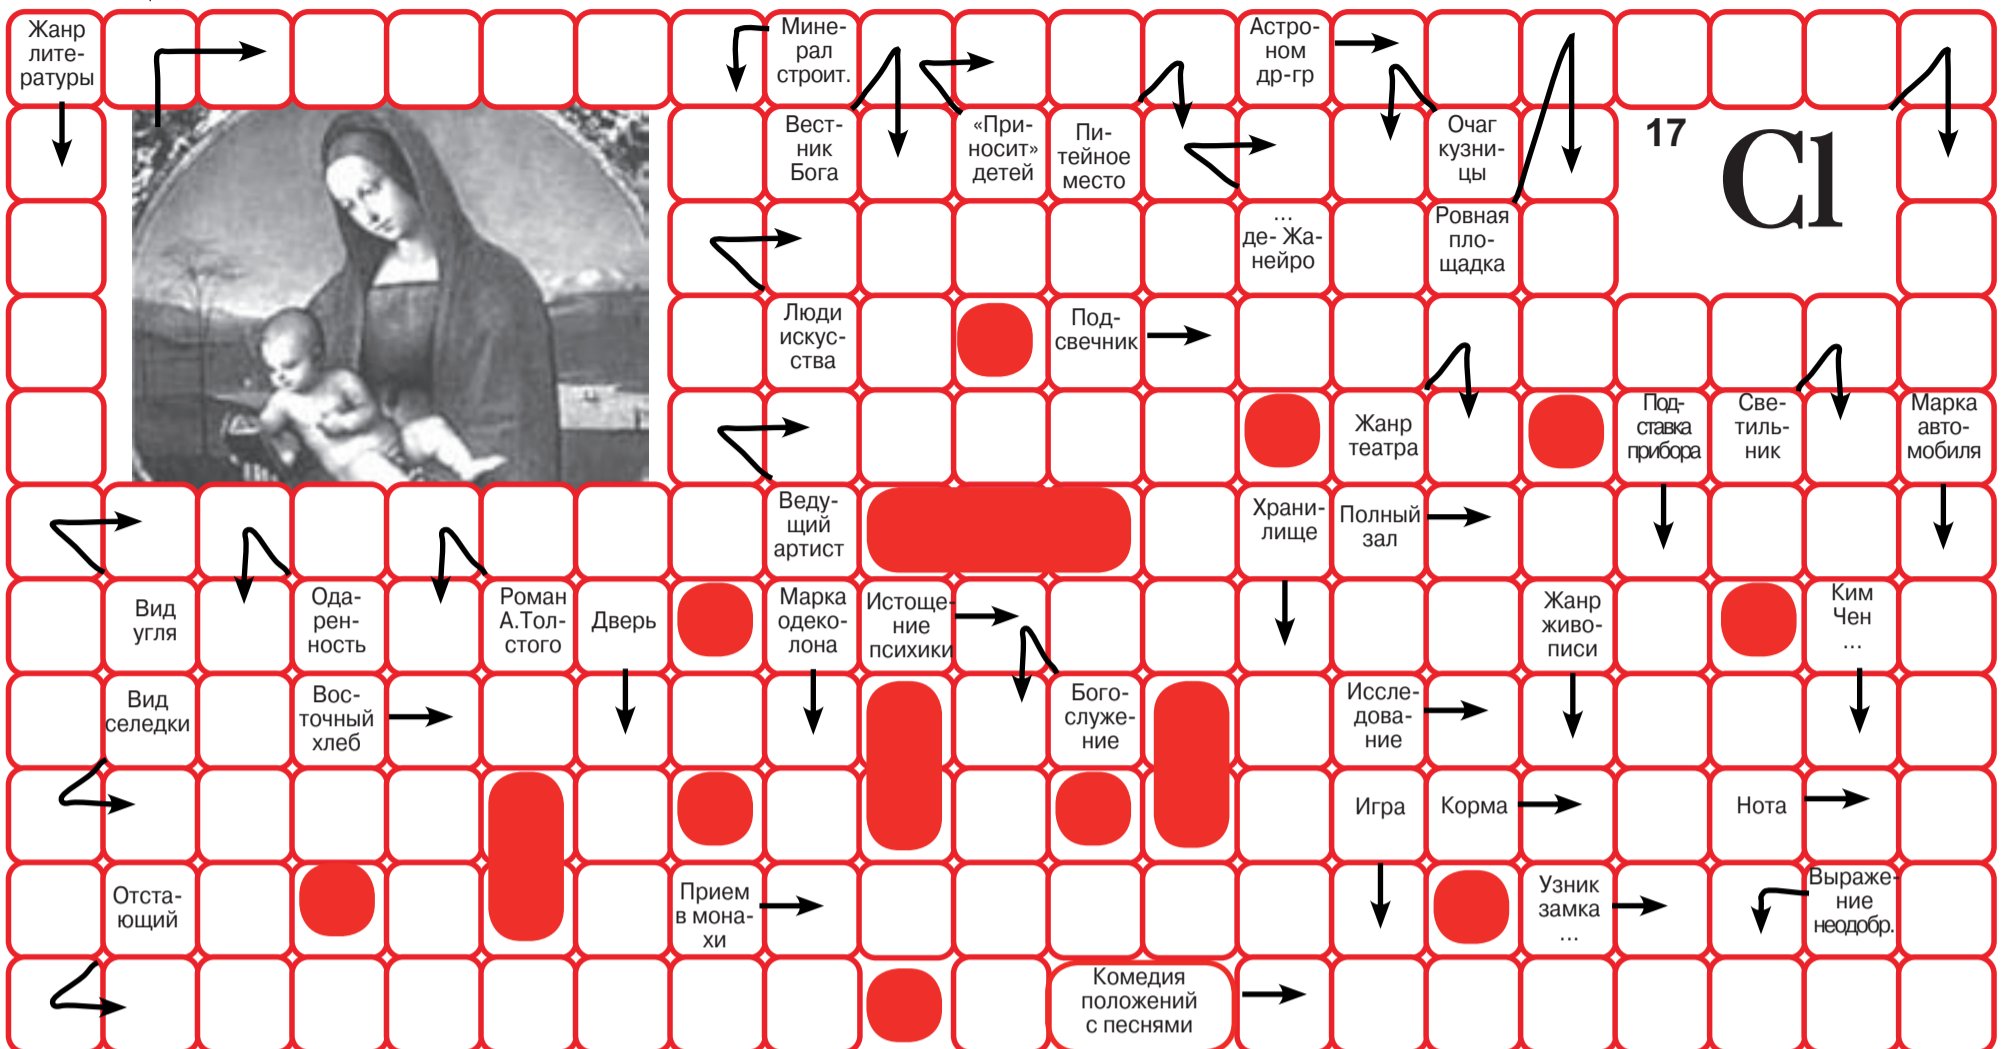 Жанр
лите-
ратуры
Мине-
рал
строит.
Астро-
ном
др-гр
Вест-
ник
Бога
«При-
носит»
детей
Пи-
тейное
место
Очаг
кузни-
цы
17
Cl
...
де- Жа-
нейро
Ровная
пло-
щадка
Люди
искус-
ства
Под-
свечник
Жанр
театра
Под-
ставка
прибора
Све-
тиль-
ник
Марка
авто-
мобиля
Веду-
щий
артист
Храни-
лище
Полный
зал
Вид
угля
Ода-
рен-
ность
Роман
А.Тол-
стого
Дверь
Марка
одеко-
лона
Истоще-
ние
психики
Жанр
живо-
писи
Ким
Чен
...
Вид
селедки
Вос-
точный
хлеб
Бого-
служе-
ние
Иссле-
дова-
ние
Игра
Корма
Нота
Отста-
ющий
Прием
в мона-
хи
Узник
замка
...
Выраже-
ние
неодобр.
Комедия
положений
с песнями